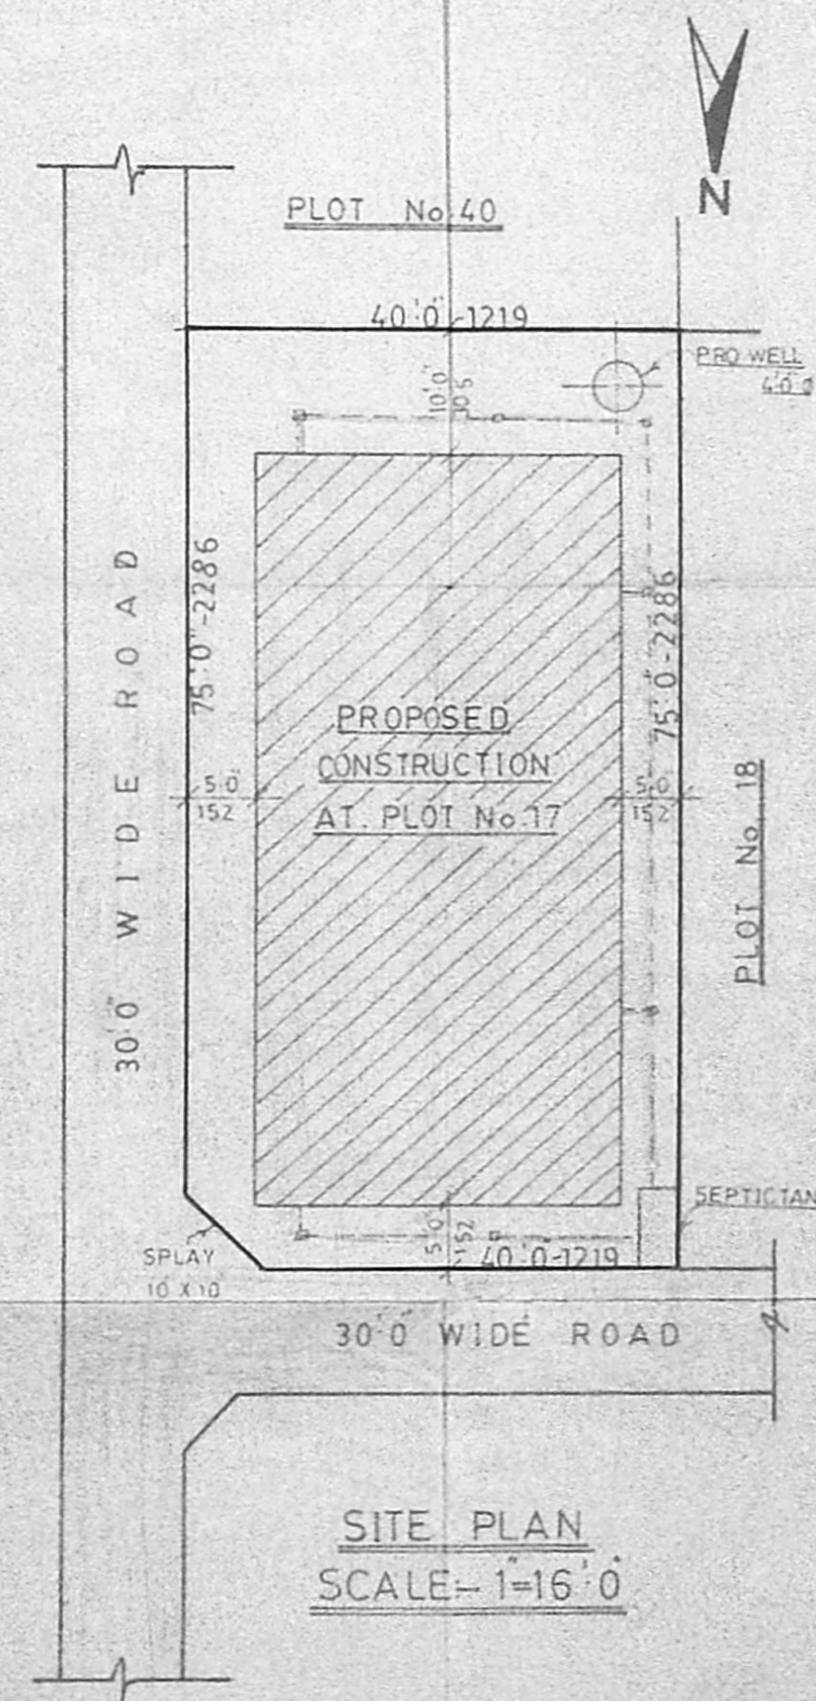 N
PLOT No. 40
40'-0"-1219
PRO WELL
4'-0"Ø
10'-0"
305
75'-0"-2286
75'-0"-2286
30'-0" WIDE ROAD
PROPOSED
CONSTRUCTION
AT. PLOT No. 17
5'-0"
152
5'-0"
152
PLOT No. 18
SEPTICTAN
SPLAY
10' X 10'
5'-0"
152
40'-0"-1219
30'-0" WIDE ROAD
SITE PLAN
SCALE:- 1"=16'-0"